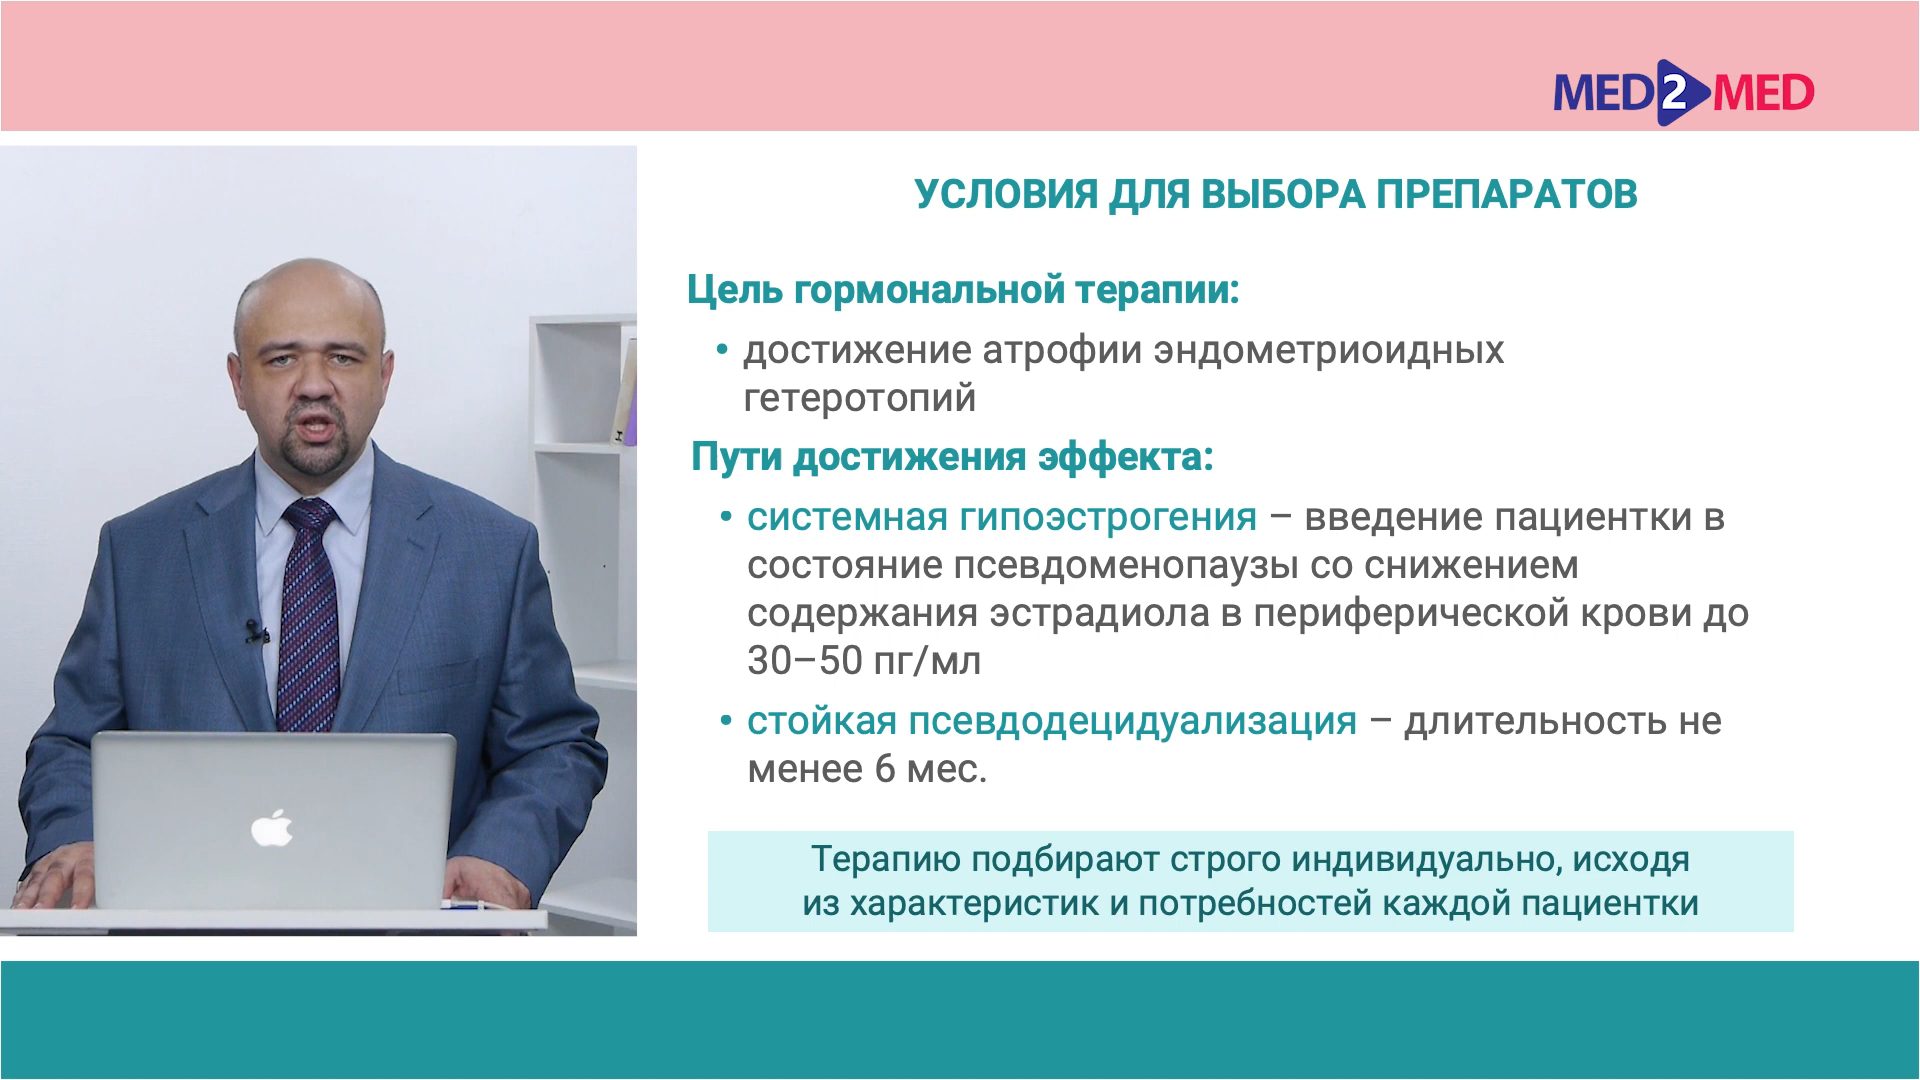 MED2MED
УСЛОВИЯ ДЛЯ ВЫБОРА ПРЕПАРАТОВ
Цель гормональной терапии:
• достижение атрофии эндометриоидных
гетеротопий
Пути достижения эффекта:
• системная гипоэстрогения – введение пациентки в
состояние псевдоменопаузы со снижением
содержания эстрадиола в периферической крови до
30–50 пг/мл
• стойкая псевдодецидуализация – длительность не
менее 6 мес.
Терапию подбирают строго индивидуально, исходя
из характеристик и потребностей каждой пациентки